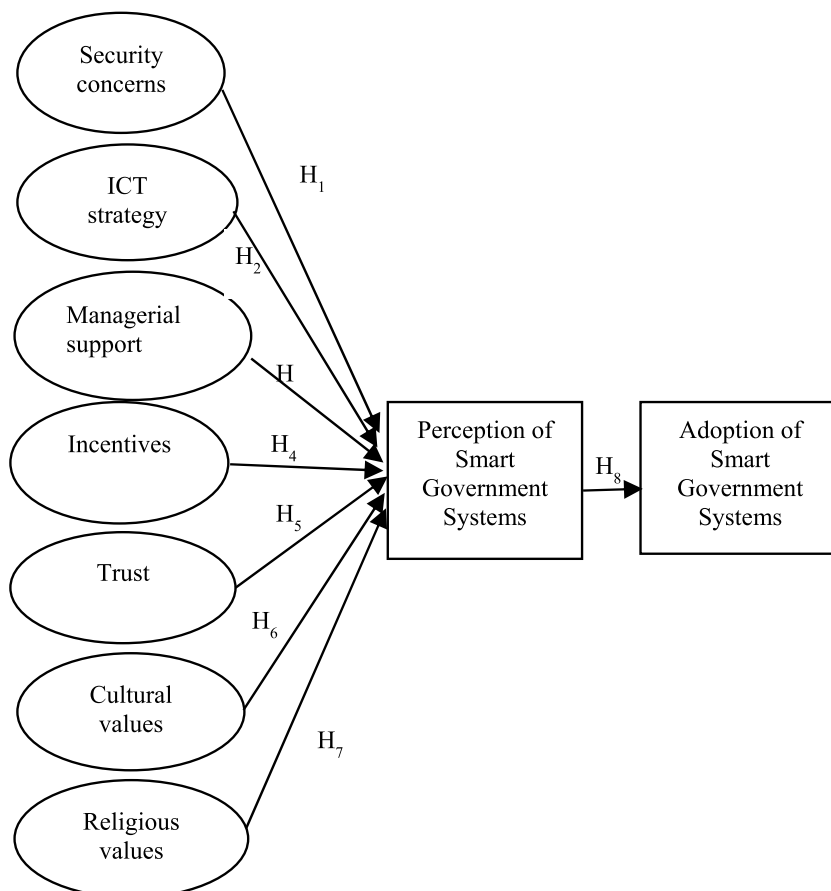 Security
concerns
H₁
ICT
strategy
H₂
Managerial
support
H
Incentives
H₄
Trust
H₅
Cultural
values
H₆
Religious
values
H₇
Perception of
Smart
Government
Systems
H₈
Adoption of
Smart
Government
Systems